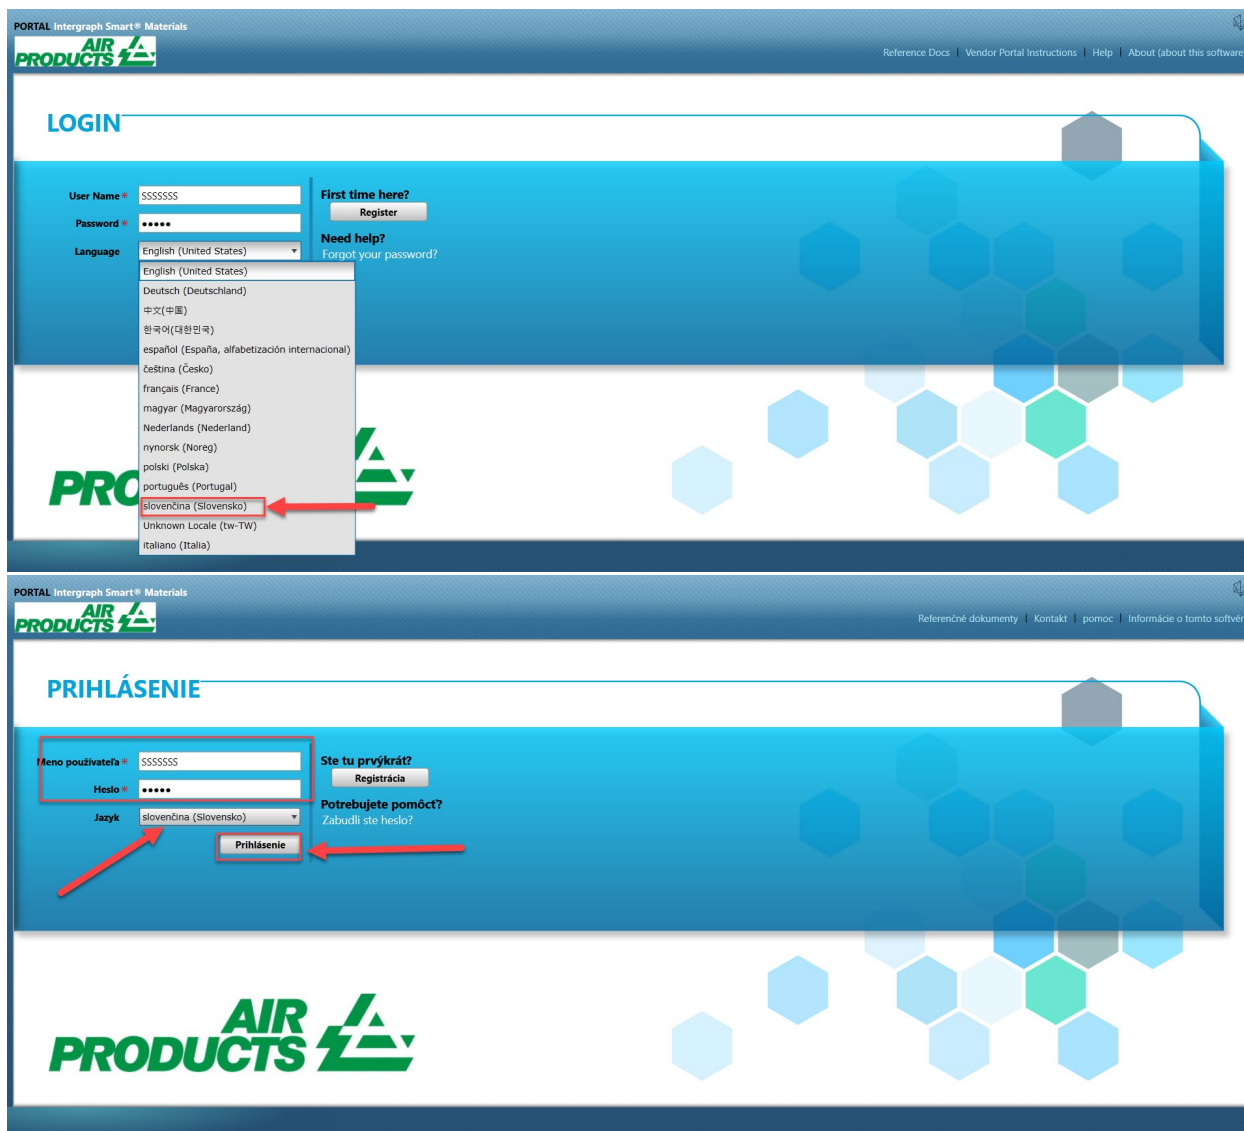 PORTAL Intergraph Smart® Materials
AIR
PRODUCTS
Reference Docs | Vendor Portal Instructions | Help | About (about this software
LOGIN
User Name * SSSSSSS
Password * •••••
Language English (United States)
First time here?
Register
Need help?
Forgot your password?
English (United States)
Deutsch (Deutschland)
中文(中国)
한국어(대한민국)
español (España, alfabetización internacional)
čeština (Česko)
français (France)
magyar (Magyarország)
Nederlands (Nederland)
nynorsk (Noreg)
polski (Polska)
português (Portugal)
slovenčina (Slovensko)
Unknown Locale (tw-TW)
italiano (Italia)
PRO
PORTAL Intergraph Smart® Materials
AIR
PRODUCTS
Referenčné dokumenty | Kontakt | pomoc | Informácie o tomto softvér
PRIHLÁSENIE
Meno používateľa * SSSSSSS
Heslo * •••••
Jazyk slovenčina (Slovensko)
Prihlásenie
Ste tu prvýkrát?
Registrácia
Potrebujete pomôcť?
Zabudli ste heslo?
AIR
PRODUCTS